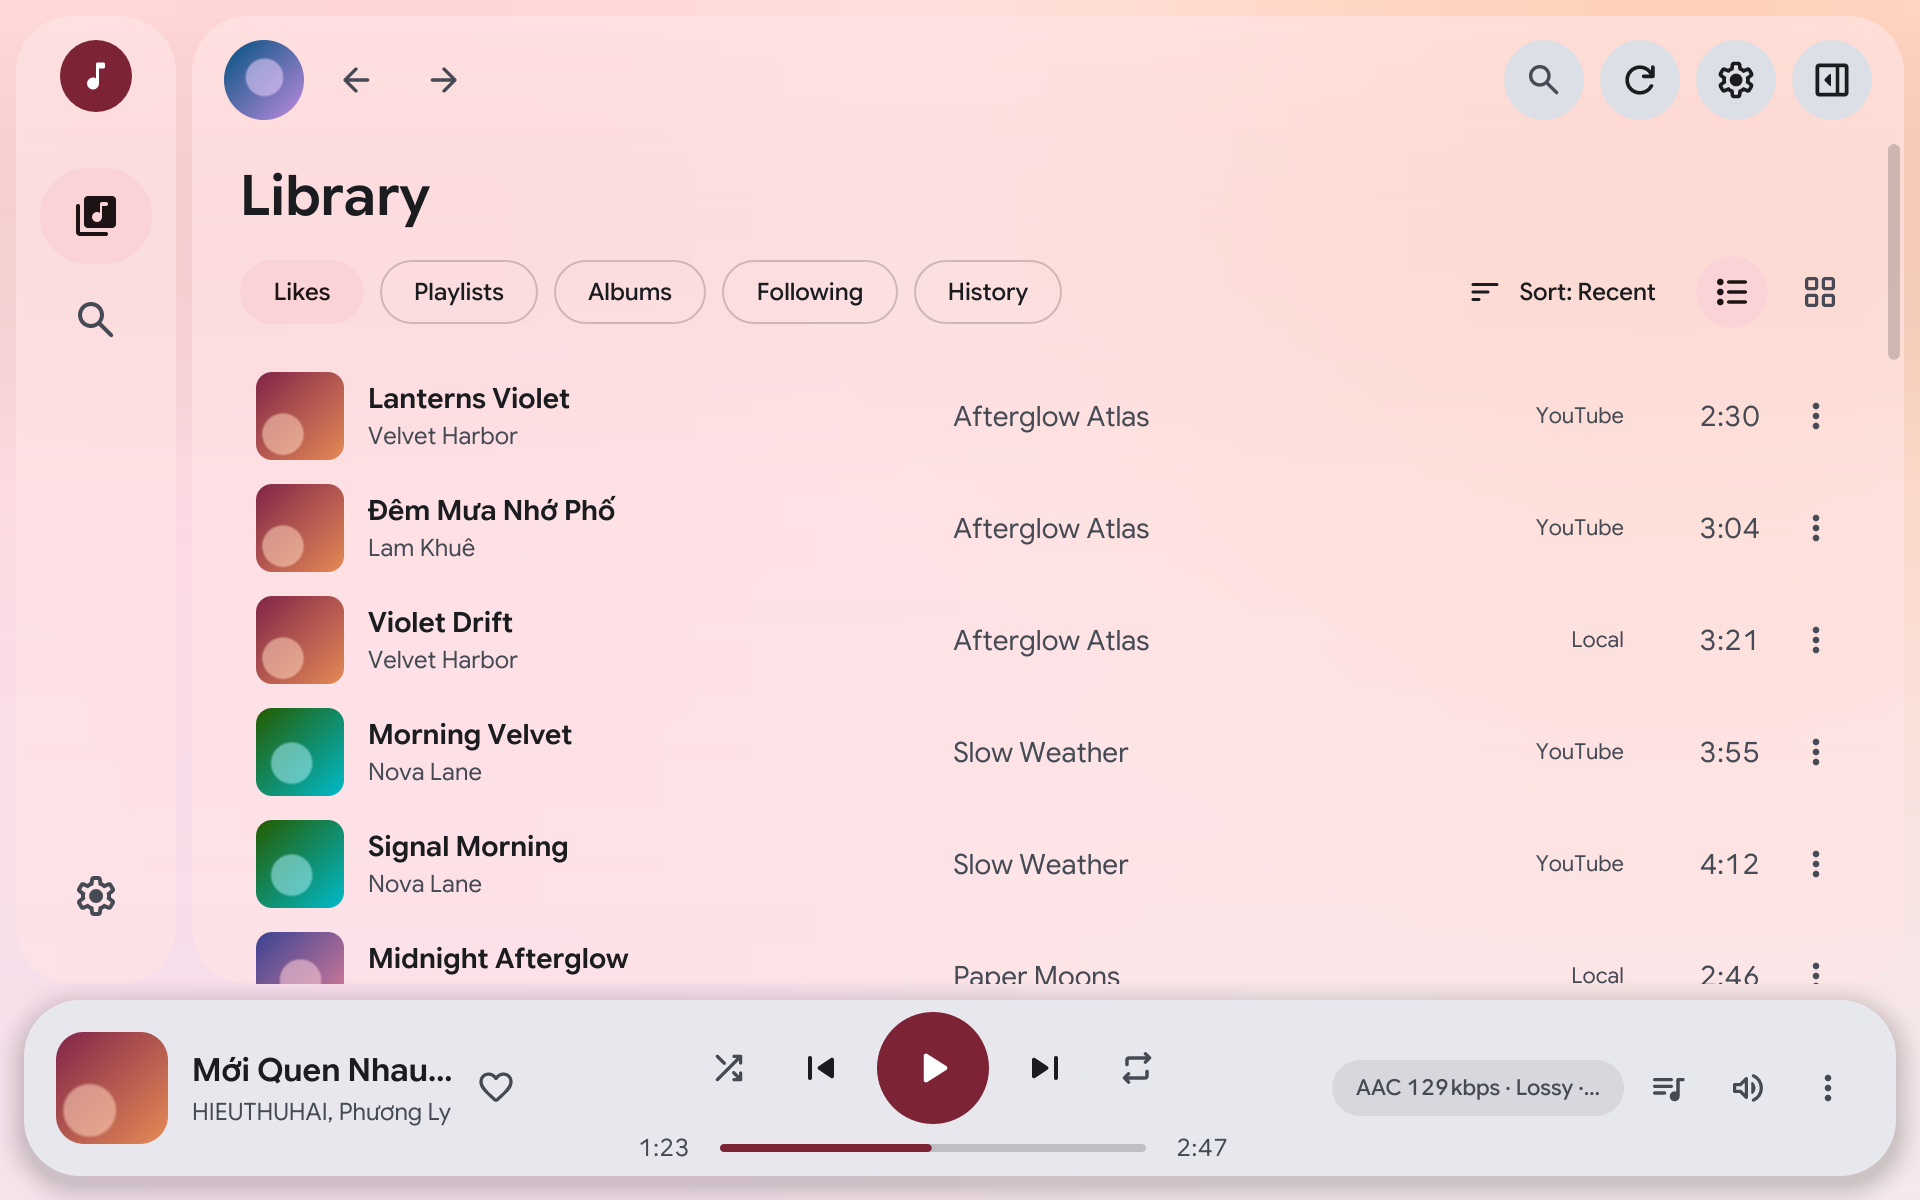 Library
Likes
Playlists
Albums
Following
History
Sort: Recent
Lanterns Violet
Velvet Harbor
Afterglow Atlas
YouTube
2:30
Đêm Mưa Nhớ Phố
Lam Khuê
Afterglow Atlas
YouTube
3:04
Violet Drift
Velvet Harbor
Afterglow Atlas
Local
3:21
Morning Velvet
Nova Lane
Slow Weather
YouTube
3:55
Signal Morning
Nova Lane
Slow Weather
YouTube
4:12
Midnight Afterglow
Paper Moons
Local
2:46
Mới Quen Nhau...
HIEUTHUHAI, Phương Ly
1:23
2:47
AAC 129 kbps · Lossy ·...